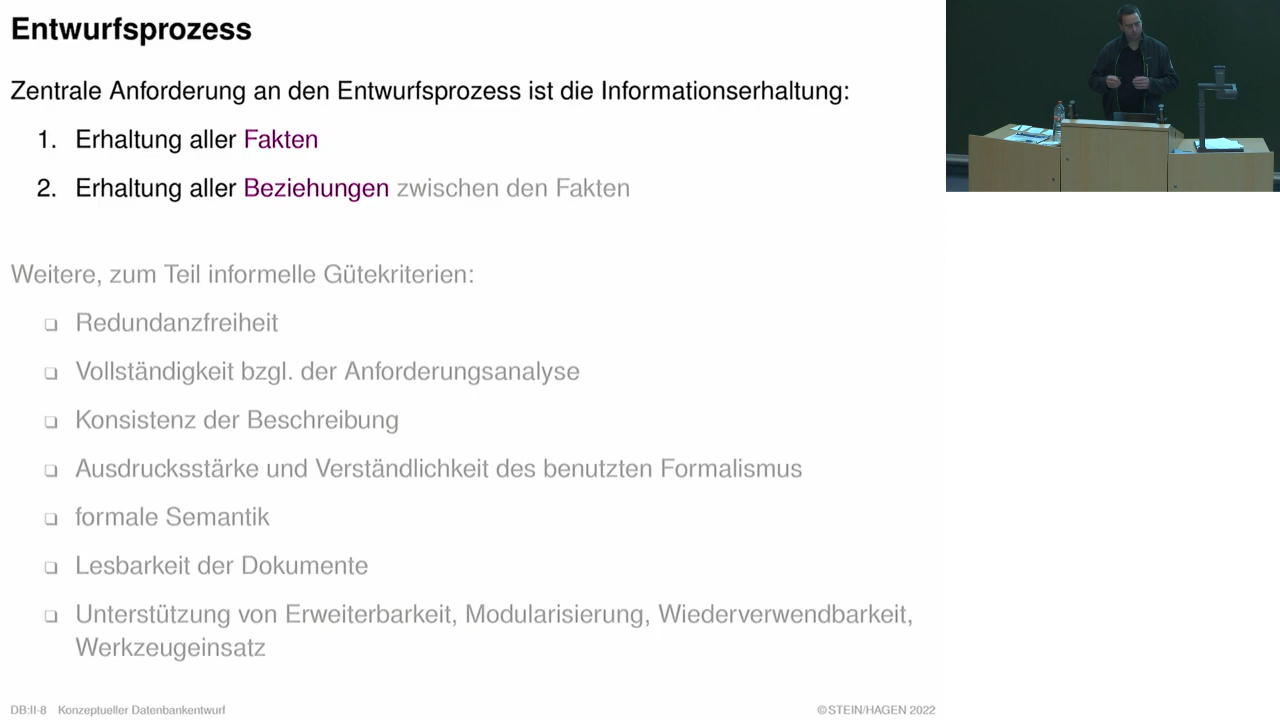 Entwurfsprozess
Zentrale Anforderung an den Entwurfsprozess ist die Informationserhaltung:
1. Erhaltung aller Fakten
2. Erhaltung aller Beziehungen zwischen den Fakten
Weitere, zum Teil informelle Gütekriterien:
❑ Redundanzfreiheit
❑ Vollständigkeit bzgl. der Anforderungsanalyse
❑ Konsistenz der Beschreibung
❑ Ausdrucksstärke und Verständlichkeit des benutzten Formalismus
❑ formale Semantik
❑ Lesbarkeit der Dokumente
❑ Unterstützung von Erweiterbarkeit, Modularisierung, Wiederverwendbarkeit,
Werkzeugeinsatz
DB:II-8 Konzeptueller Datenbankentwurf ©STEIN/HAGEN 2022